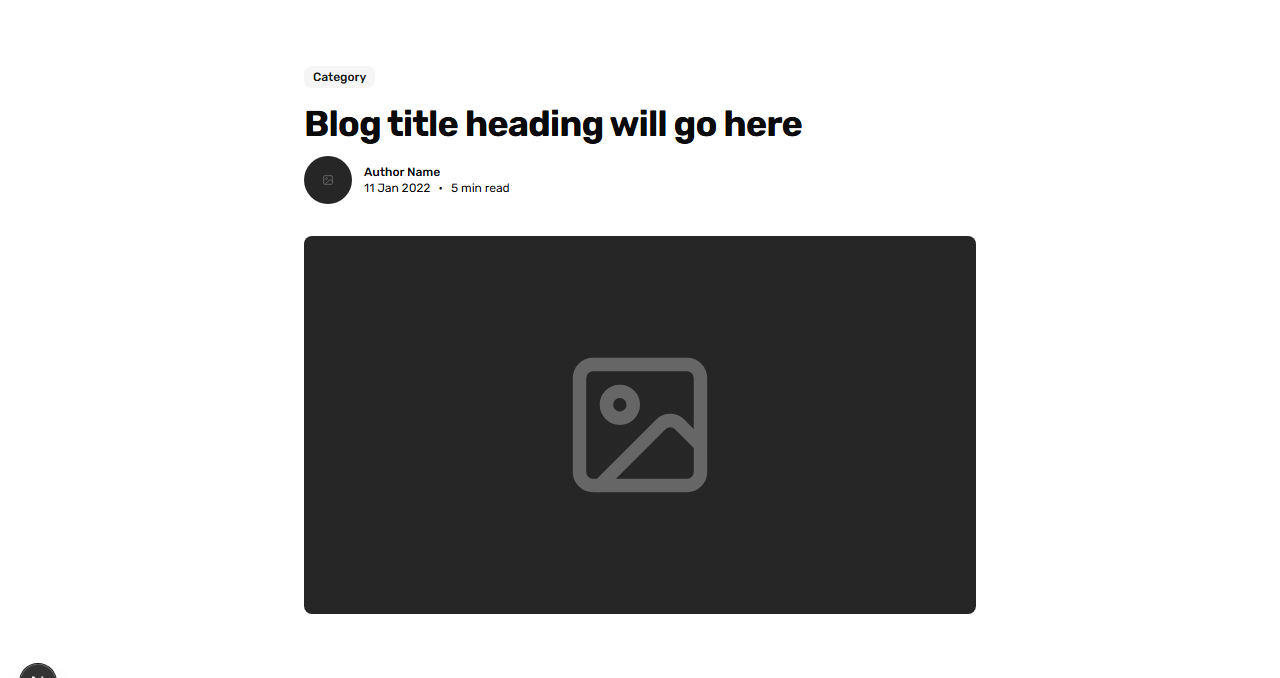 Category
Blog title heading will go here
Author Name
11 Jan 2022 • 5 min read